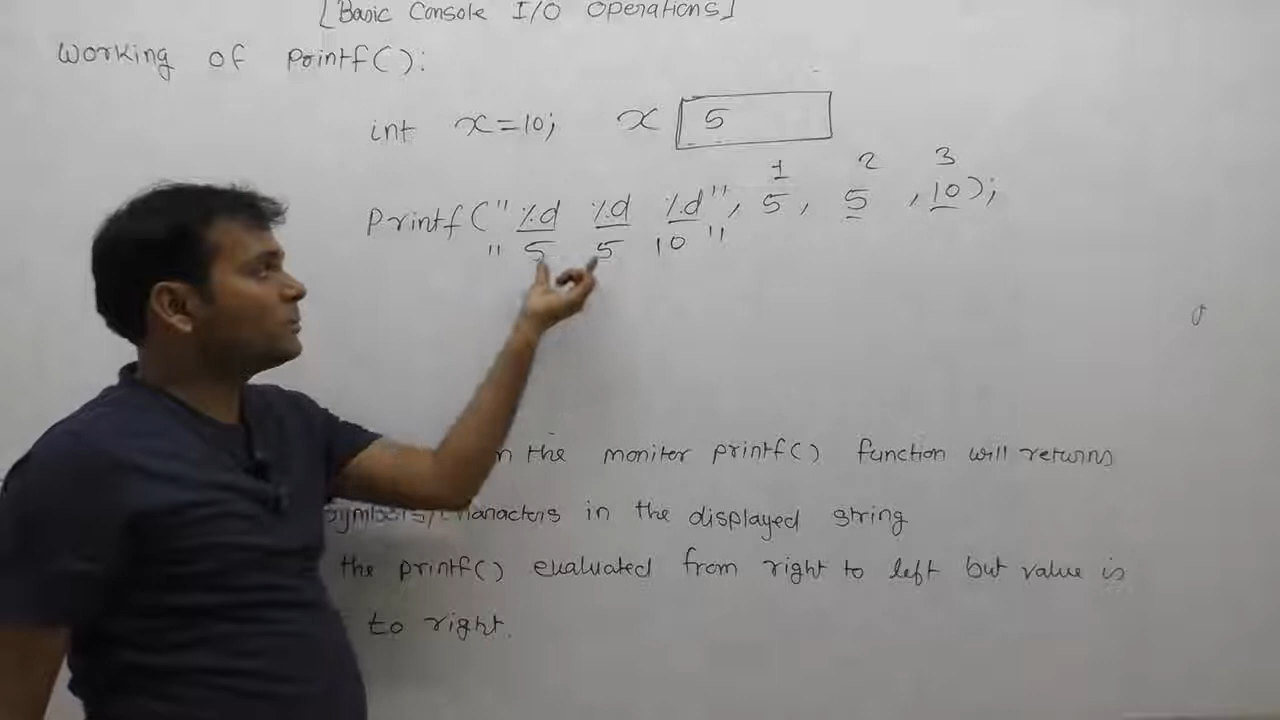 [Basic Console I/O Operations]
Working of printf():
int x=10; x 5
1 2 3
Printf("%d %d %d", 5, 5 ,10);
" 5 5 10 "
the moniter printf() function will returns
symbols/characters in the displayed string
the printf() evaluated from right to left but value is
to right.